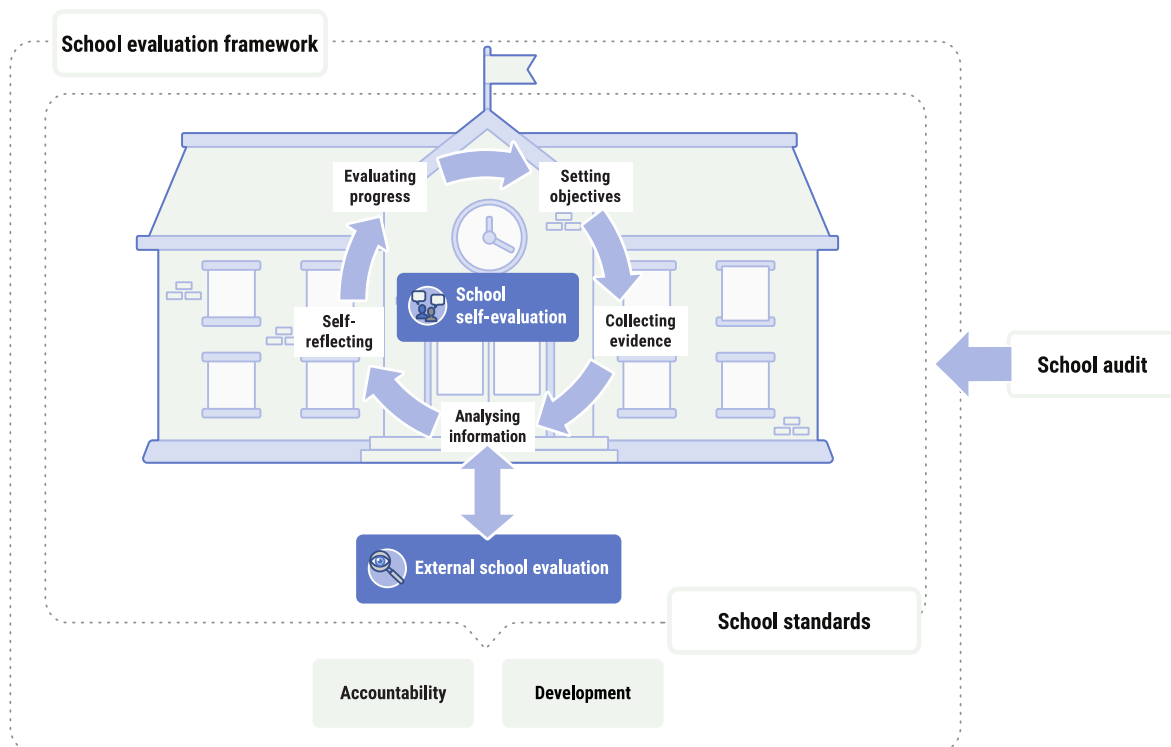 School evaluation framework
Evaluating
progress
Setting
objectives
School
self-evaluation
Self-
reflecting
Collecting
evidence
School audit
Analysing
information
External school evaluation
School standards
Accountability
Development